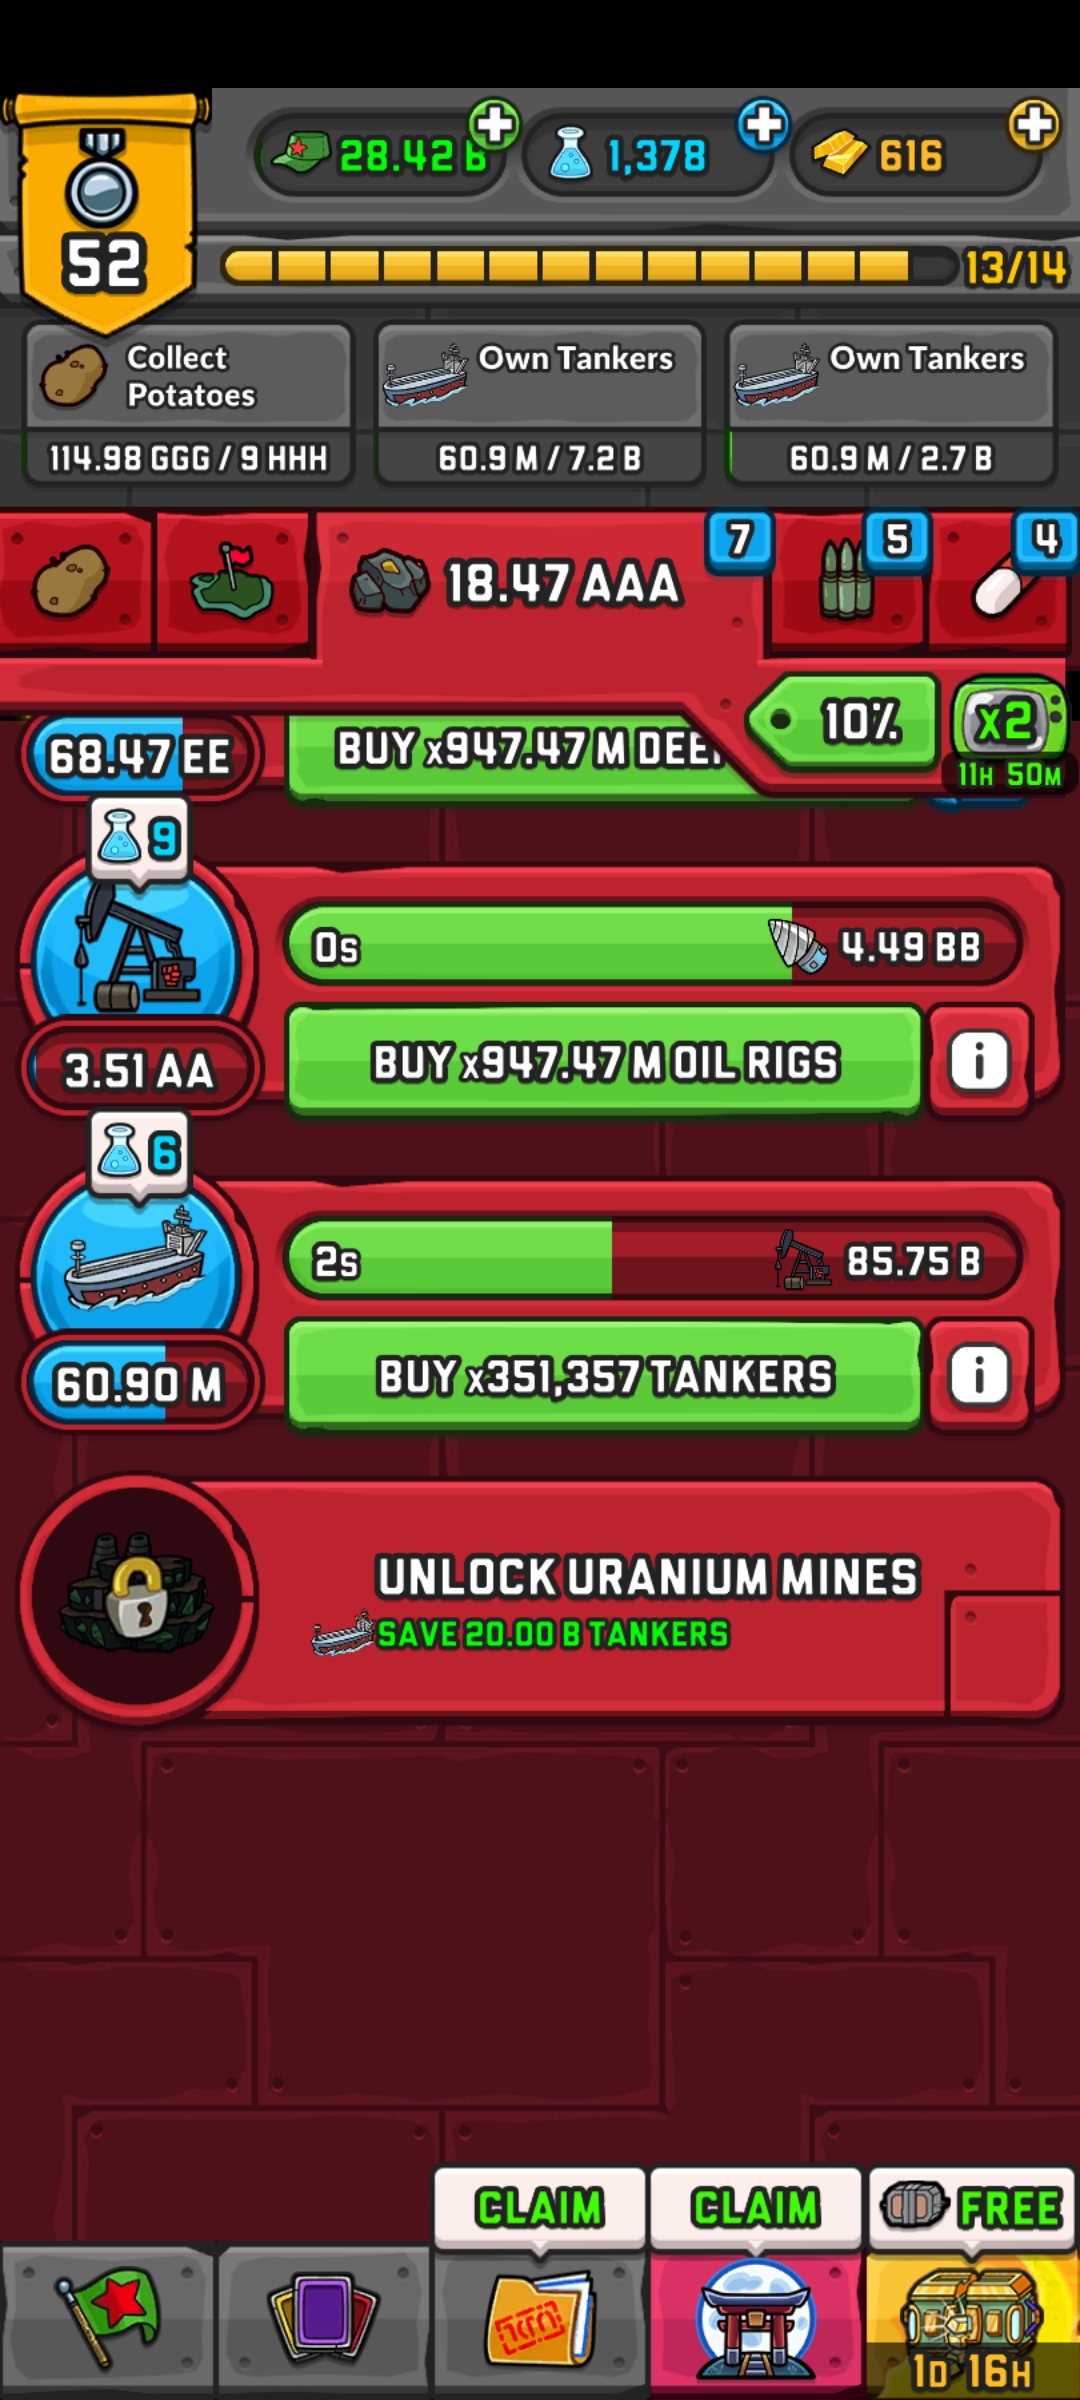 52
28.42 B
1,378
616
13/14
Collect
Potatoes
114.98 GGG / 9 HHH
Own Tankers
60.9 M / 7.2 B
Own Tankers
60.9 M / 2.7 B
18.47 AAA
7
5
4
10%
x2
11H 50M
68.47 EE
BUY x947.47 M
9
0s
4.49 BB
3.51 AA
BUY x947.47 M OIL RIGS
i
6
2s
85.75 B
60.90 M
BUY x351,357 TANKERS
i
UNLOCK URANIUM MINES
SAVE 20.00 B TANKERS
CLAIM
CLAIM
FREE
1D 16H